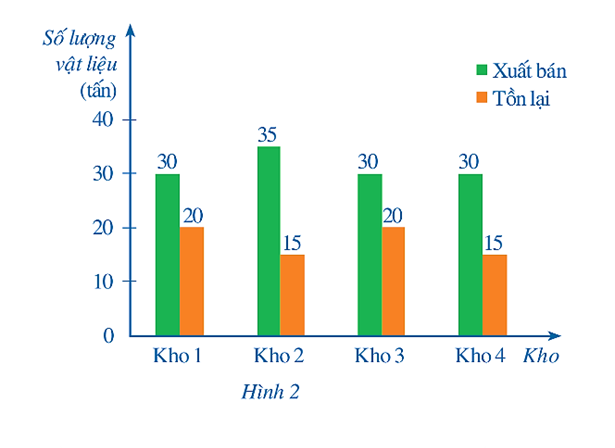 Số lượng
vật liệu
(tấn)
Xuất bán
Tồn lại
40
30
20
10
0
30
20
35
15
30
20
30
15
Kho 1
Kho 2
Kho 3
Kho 4
Kho
Hình 2